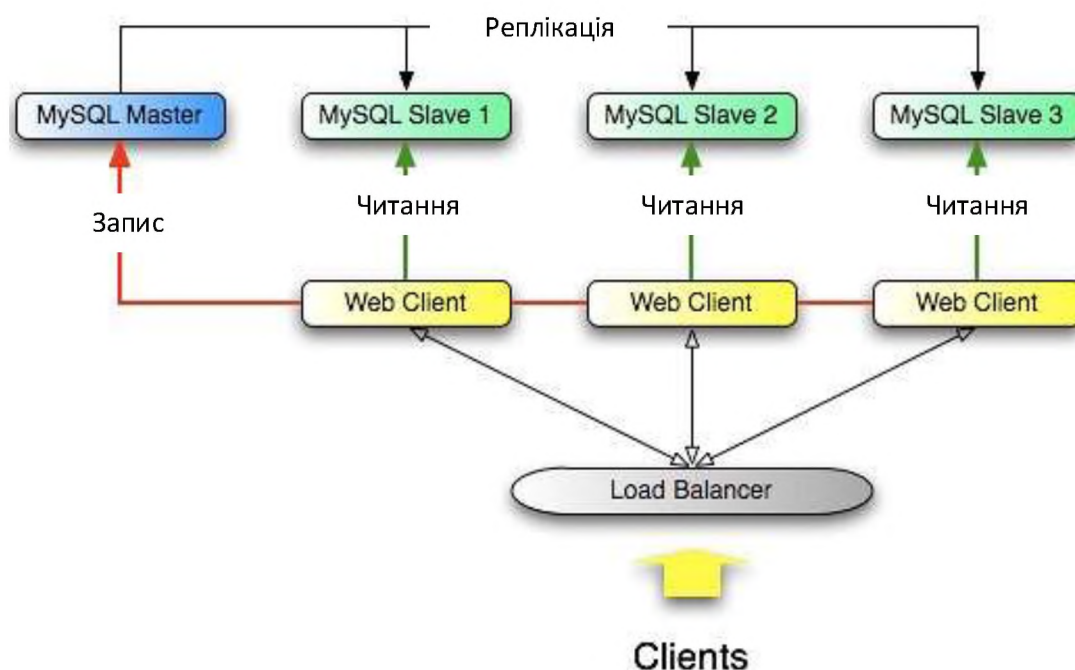 Реплікація
MySQL Master
MySQL Slave 1
MySQL Slave 2
MySQL Slave 3
Запис
Читання
Читання
Читання
Web Client
Web Client
Web Client
Load Balancer
Clients